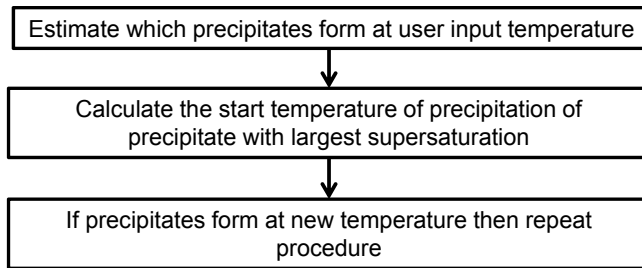 Estimate which precipitates form at user input temperature
Calculate the start temperature of precipitation of
precipitate with largest supersaturation
If precipitates form at new temperature then repeat
procedure